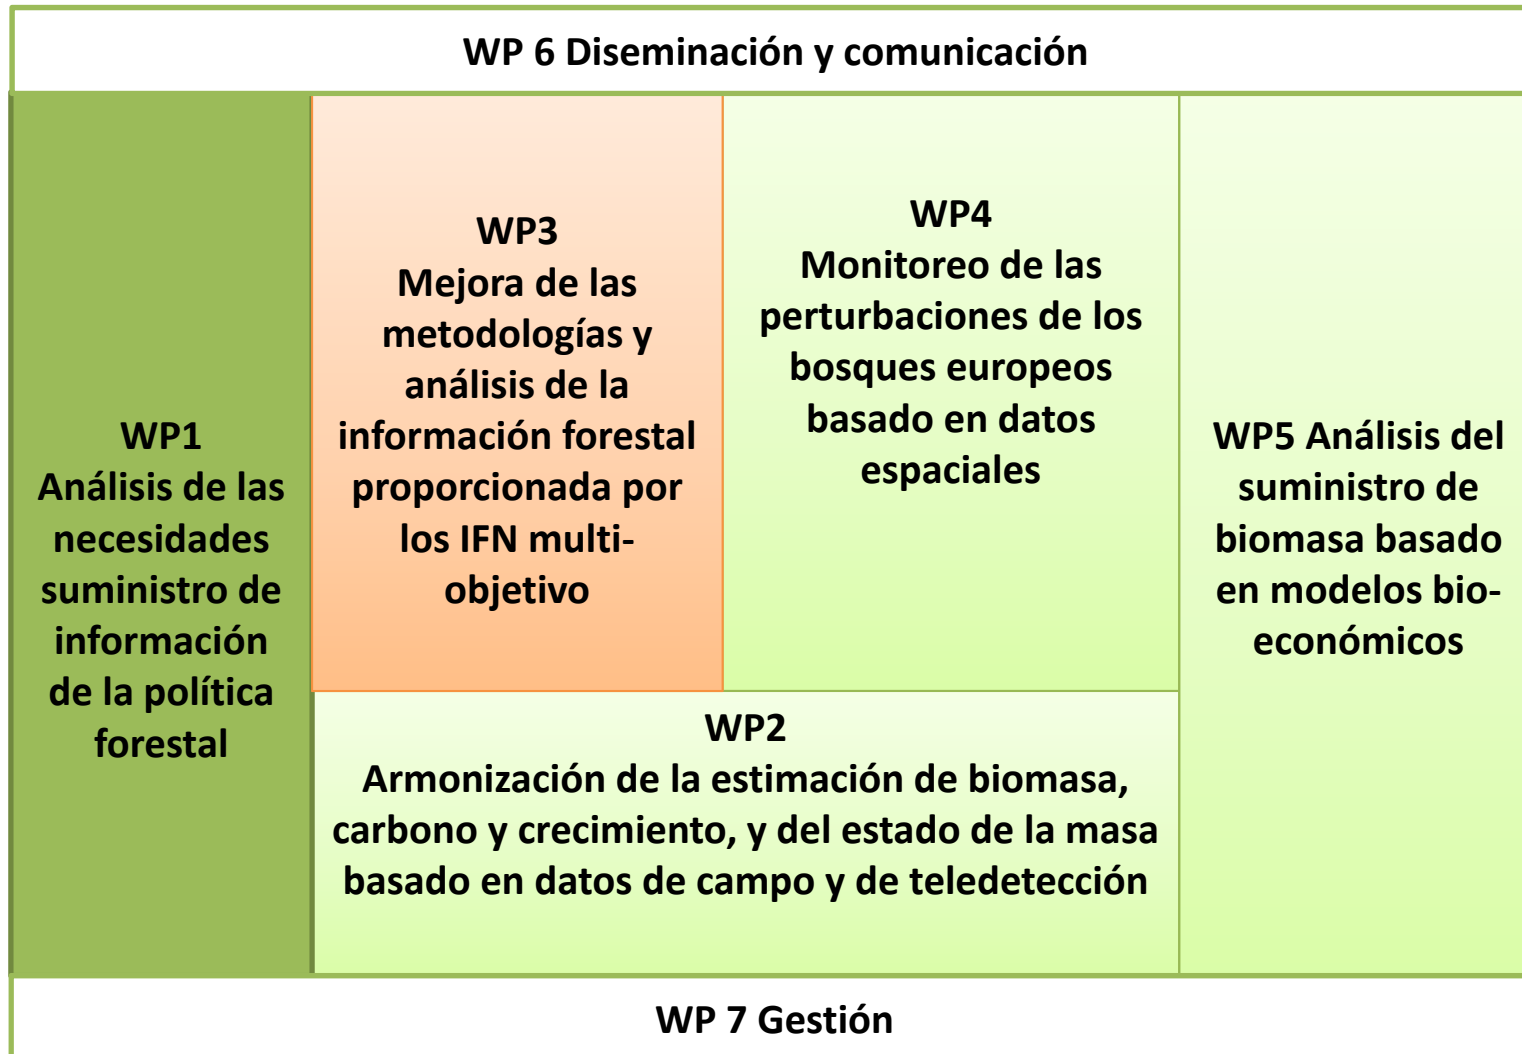 WP 6 Diseminación y comunicación
WP1
Análisis de las
necesidades
suministro de
información
de la política
forestal
WP3
Mejora de las
metodologías y
análisis de la
información forestal
proporcionada por
los IFN multi-
objetivo
WP4
Monitoreo de las
perturbaciones de los
bosques europeos
basado en datos
espaciales
WP5 Análisis del
suministro de
biomasa basado
en modelos bio-
económicos
WP2
Armonización de la estimación de biomasa,
carbono y crecimiento, y del estado de la masa
basado en datos de campo y de teledetección
WP 7 Gestión